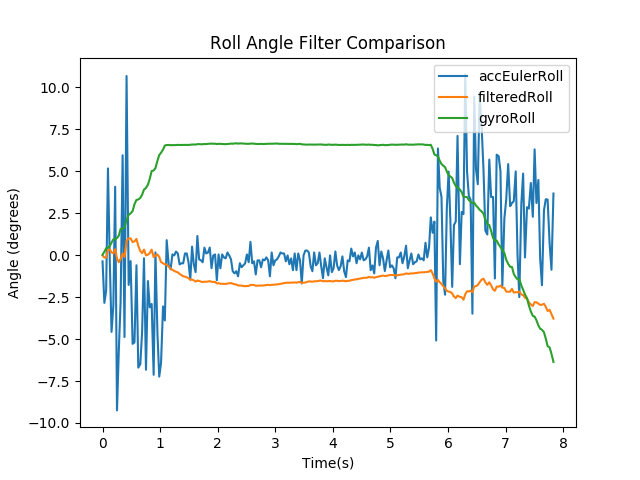 Roll Angle Filter Comparison
accEulerRoll
filteredRoll
gyroRoll
10.0
7.5
5.0
2.5
0.0
−2.5
−5.0
−7.5
−10.0
Angle (degrees)
0 1 2 3 4 5 6 7 8
Time(s)